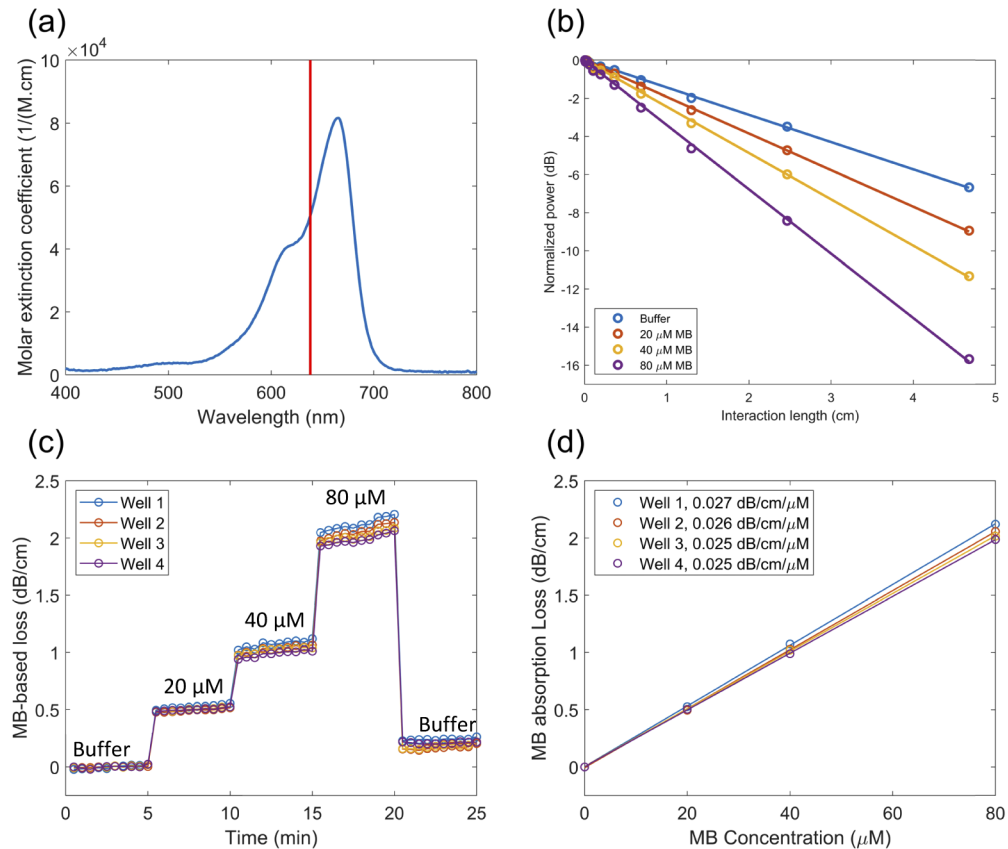 (a)
×10⁴
Molar extinction coefficient (1/(M.cm)
10
8
6
4
2
0
400
500
600
700
800
Wavelength (nm)
(b)
Normalized power (dB)
0
-2
-4
-6
-8
-10
-12
-14
-16
Buffer
20 μM MB
40 μM MB
80 μM MB
0
1
2
3
4
5
Interaction length (cm)
(c)
MB-based loss (dB/cm)
2.5
2
1.5
1
0.5
0
Well 1
Well 2
Well 3
Well 4
Buffer
20 μM
40 μM
80 μM
Buffer
0
5
10
15
20
25
Time (min)
(d)
MB absorption Loss (dB/cm)
2.5
2
1.5
1
0.5
0
Well 1, 0.027 dB/cm/μM
Well 2, 0.026 dB/cm/μM
Well 3, 0.025 dB/cm/μM
Well 4, 0.025 dB/cm/μM
0
20
40
60
80
MB Concentration (μM)